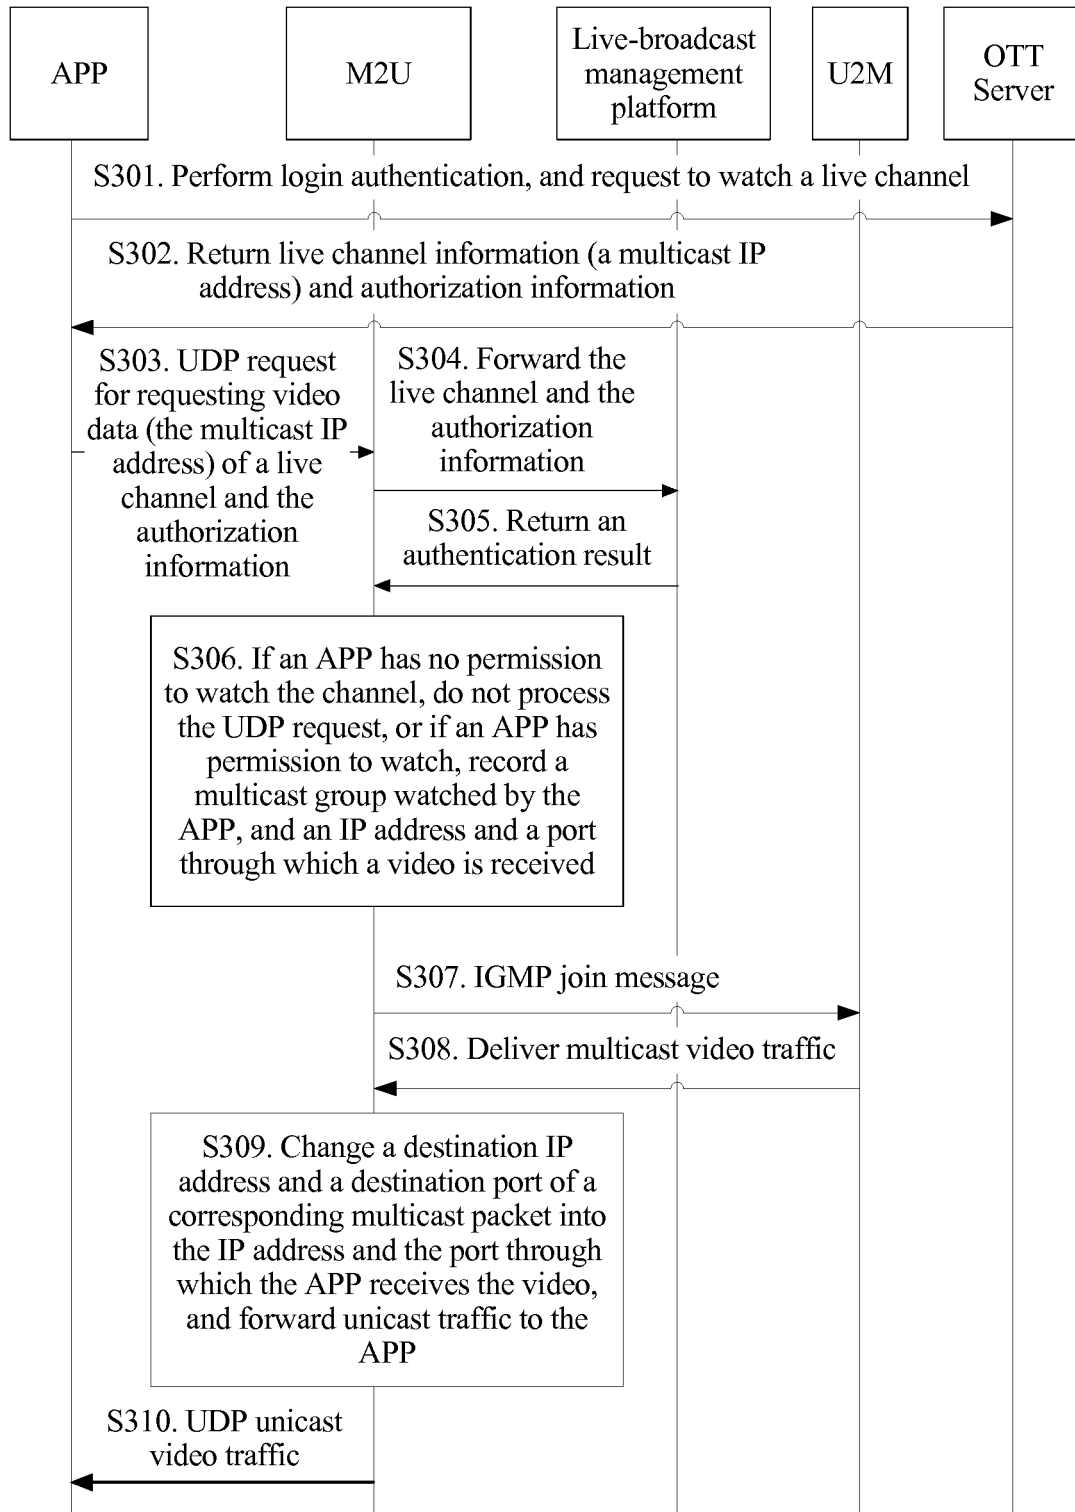 APP
M2U
Live-broadcast
management
platform
U2M
OTT
Server
S301. Perform login authentication, and request to watch a live channel
S302. Return live channel information (a multicast IP
address) and authorization information
S303. UDP request
for requesting video
data (the multicast IP
address) of a live
channel and the
authorization
information
S304. Forward the
live channel and the
authorization
information
S305. Return an
authentication result
S306. If an APP has no permission
to watch the channel, do not process
the UDP request, or if an APP has
permission to watch, record a
multicast group watched by the
APP, and an IP address and a port
through which a video is received
S307. IGMP join message
S308. Deliver multicast video traffic
S309. Change a destination IP
address and a destination port of a
corresponding multicast packet into
the IP address and the port through
which the APP receives the video,
and forward unicast traffic to the
APP
S310. UDP unicast
video traffic